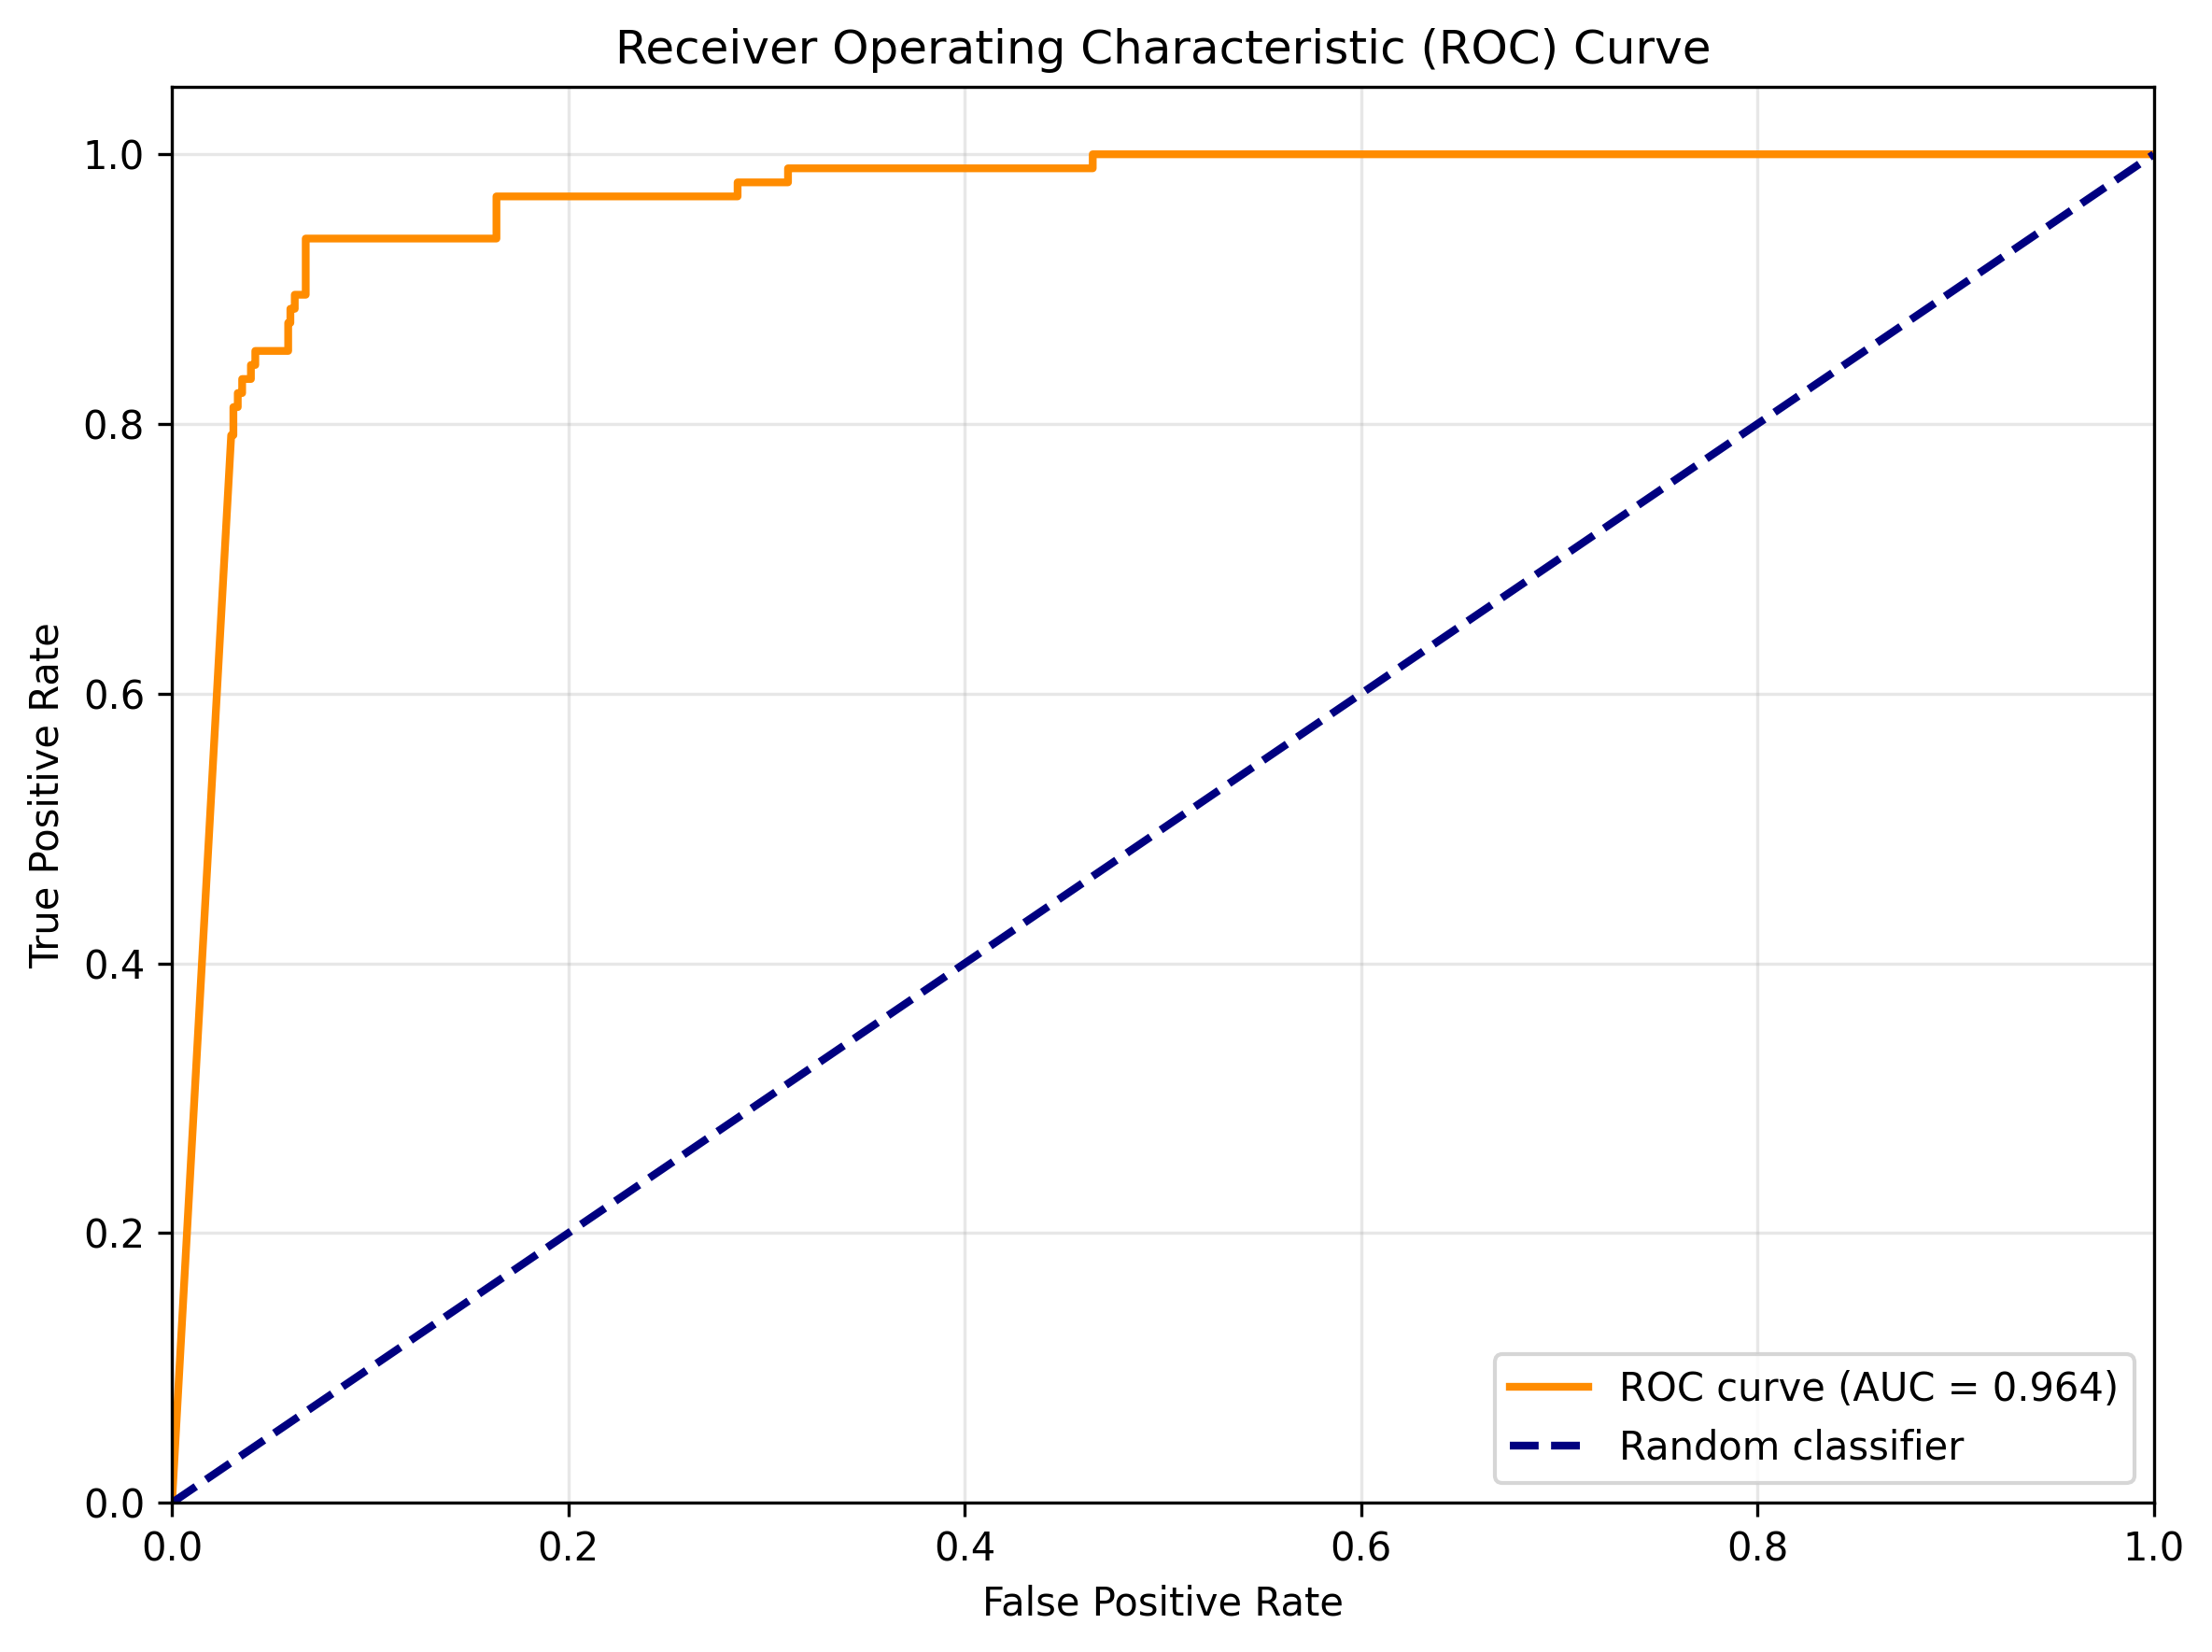 Receiver Operating Characteristic (ROC) Curve
True Positive Rate
1.0
0.8
0.6
0.4
0.2
0.0
0.0 0.2 0.4 0.6 0.8 1.0
False Positive Rate
ROC curve (AUC = 0.964)
Random classifier